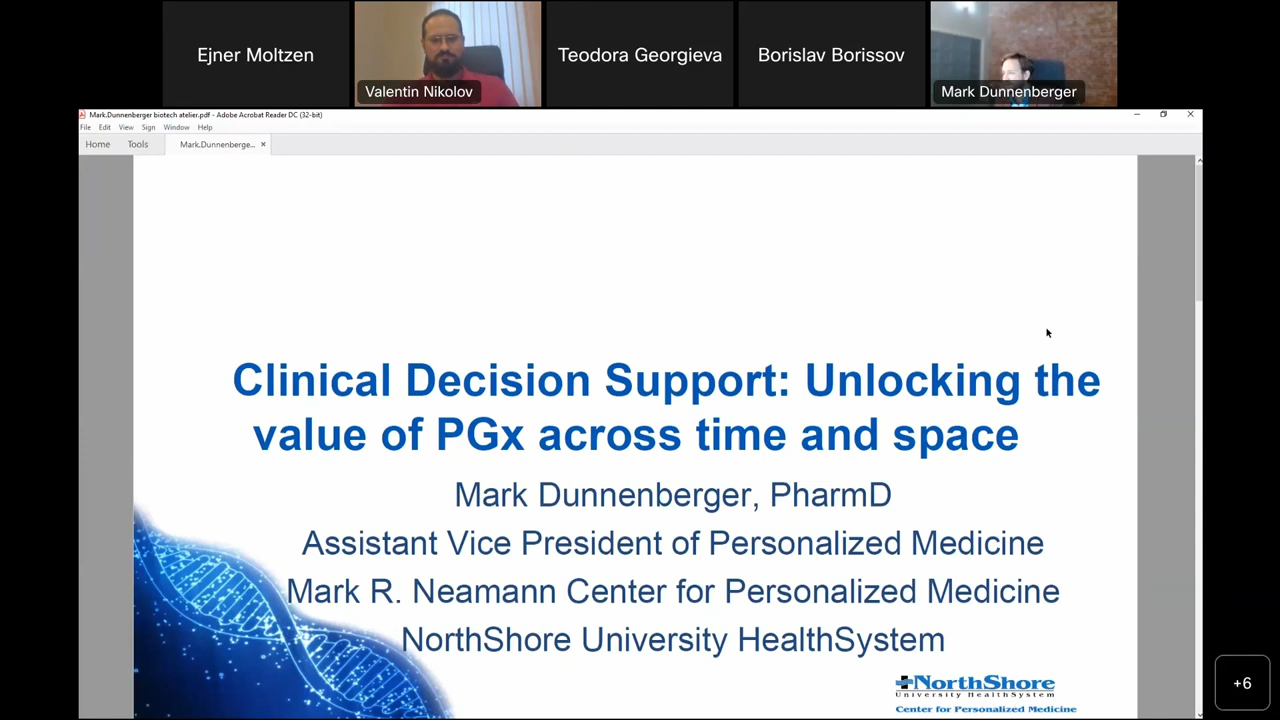 Ejner Moltzen
Valentin Nikolov
Teodora Georgieva
Borislav Borissov
Mark Dunnenberger
Mark.Dunnenberger biotech atelier.pdf - Adobe Acrobat Reader DC (32-bit)
File Edit View Sign Window Help
Home Tools Mark.Dunnenberge...
Clinical Decision Support: Unlocking the
value of PGx across time and space
Mark Dunnenberger, PharmD
Assistant Vice President of Personalized Medicine
Mark R. Neamann Center for Personalized Medicine
NorthShore University HealthSystem
NorthShore
University HealthSystem
Center for Personalized Medicine
+6